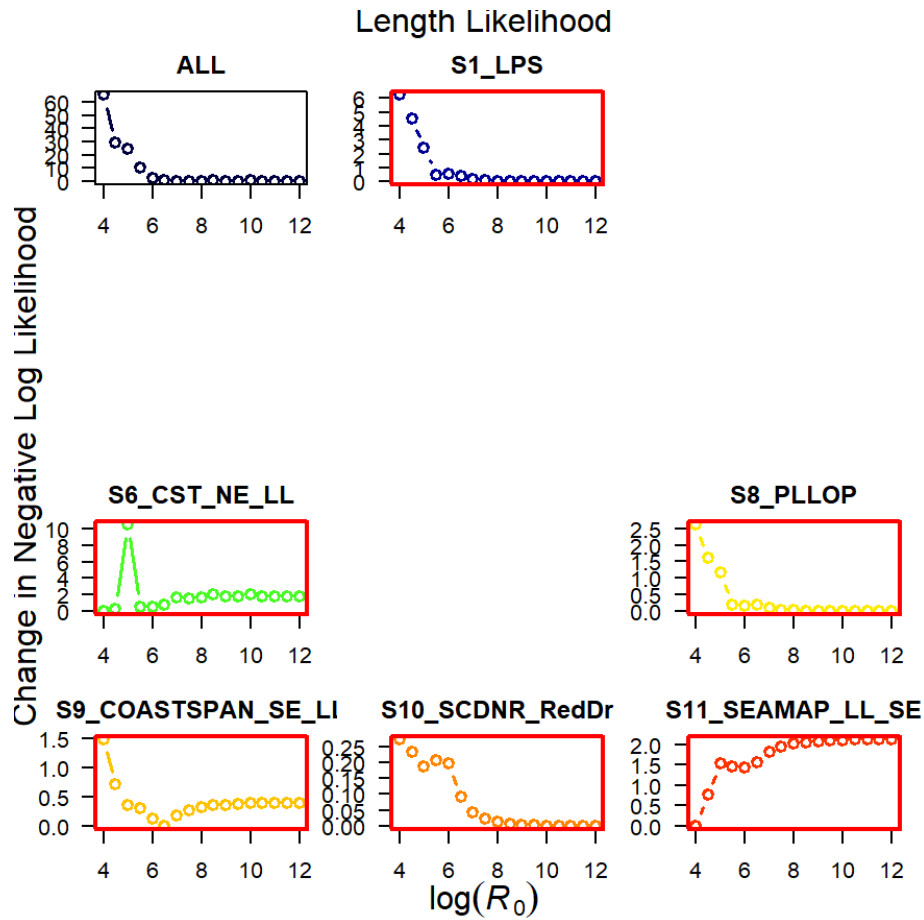 Length Likelihood
ALL
S1_LPS
60
50
40
30
20
10
0
4 6 8 10 12
6
5
4
3
2
1
0
4 6 8 10 12
Change in Negative Log Likelihood
S6_CST_NE_LL
S8_PLLOP
10
8
6
4
2
0
4 6 8 10 12
2.5
2.0
1.5
1.0
0.5
0.0
4 6 8 10 12
S9_COASTSPAN_SE_LI
S10_SCDNR_RedDr
S11_SEAMAP_LL_SE
1.5
1.0
0.5
0.0
4 6 8 10 12
0.25
0.20
0.15
0.10
0.05
0.00
4 6 8 10 12
2.0
1.5
1.0
0.5
0.0
4 6 8 10 12
log(R₀)